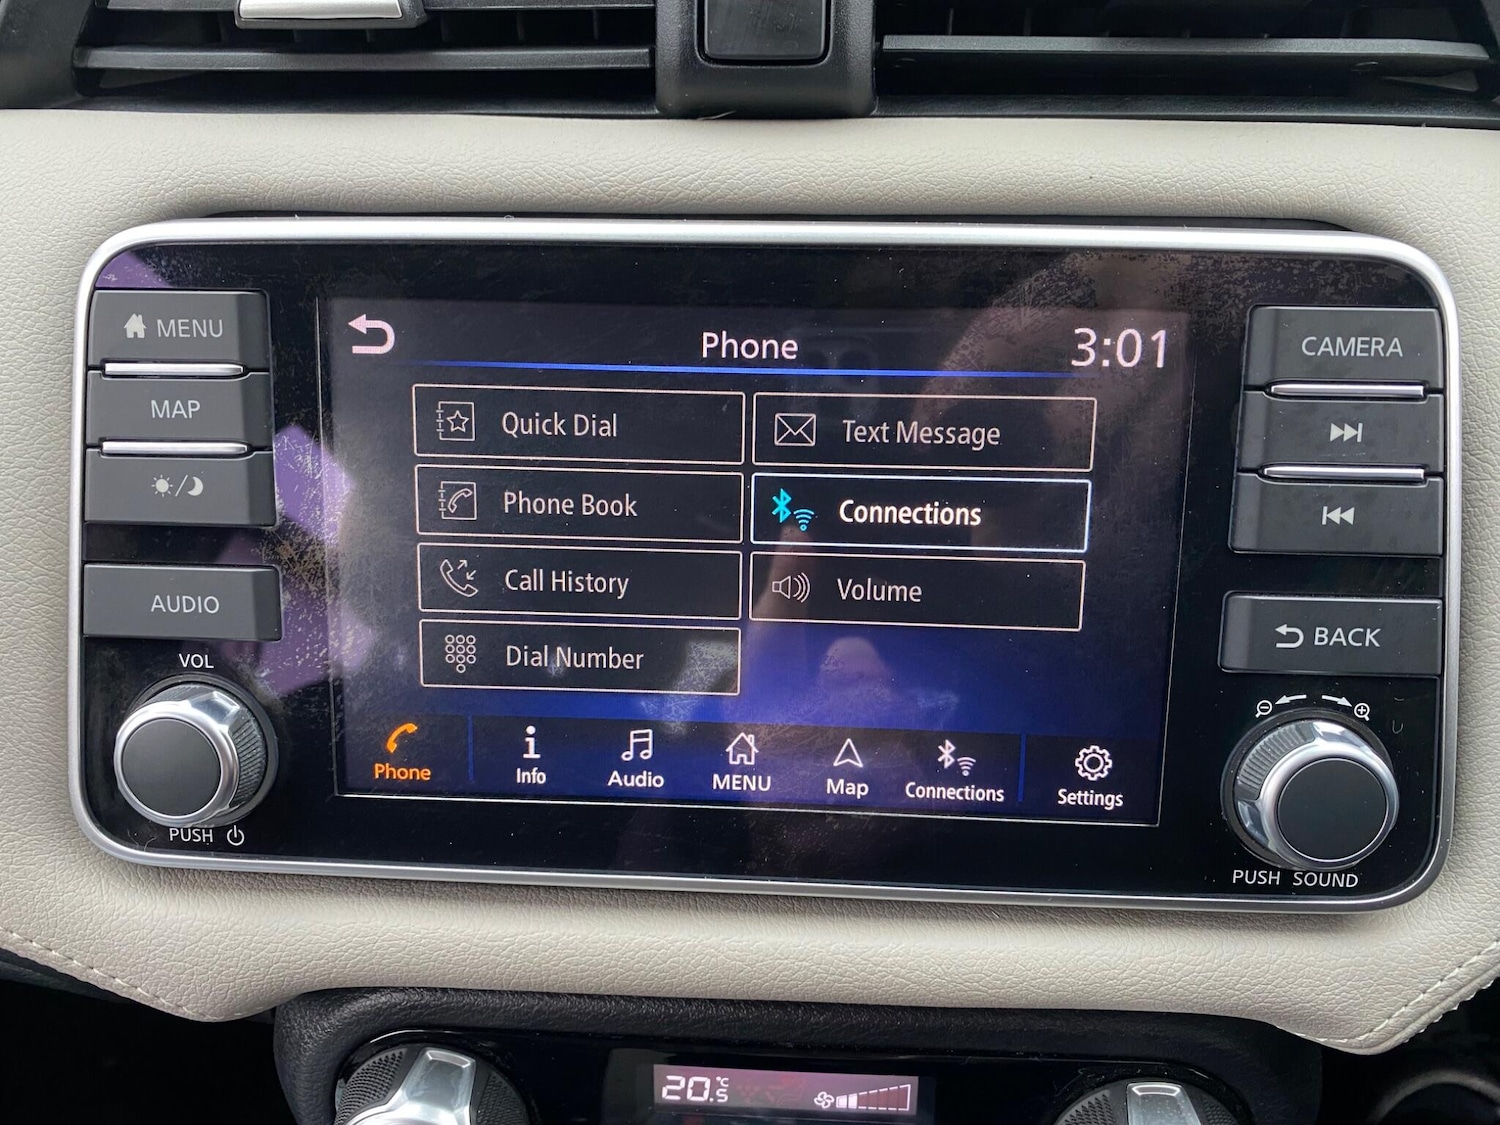 MENU
MAP
AUDIO
VOL
PUSH
Phone
3:01
Quick Dial
Text Message
Phone Book
Connections
Call History
Volume
Dial Number
Phone
Info
Audio
MENU
Map
Connections
Settings
CAMERA
BACK
PUSH SOUND
20.5°C